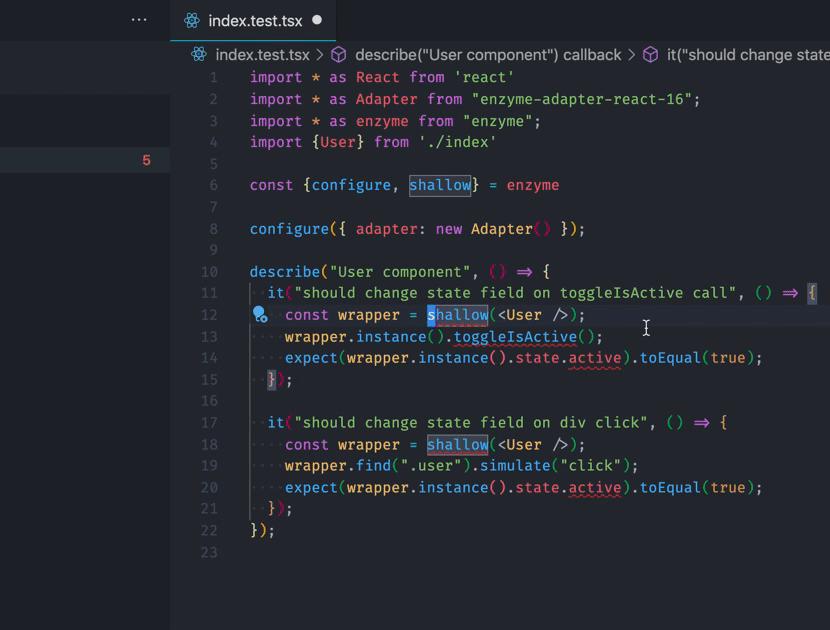 ··· index.test.tsx
index.test.tsx > describe("User component") callback > it("should change state
5
1 import * as React from 'react'
2 import * as Adapter from "enzyme-adapter-react-16";
3 import * as enzyme from "enzyme";
4 import {User} from './index'
5
6 const {configure, shallow} = enzyme
7
8 configure({ adapter: new Adapter() });
9
10 describe("User component", () => {
11 it("should change state field on toggleIsActive call", () => {
12 const wrapper = shallow(<User />);
13 wrapper.instance().toggleIsActive();
14 expect(wrapper.instance().state.active).toEqual(true);
15 });
16
17 it("should change state field on div click", () => {
18 const wrapper = shallow(<User />);
19 wrapper.find(".user").simulate("click");
20 expect(wrapper.instance().state.active).toEqual(true);
21 });
22 });
23